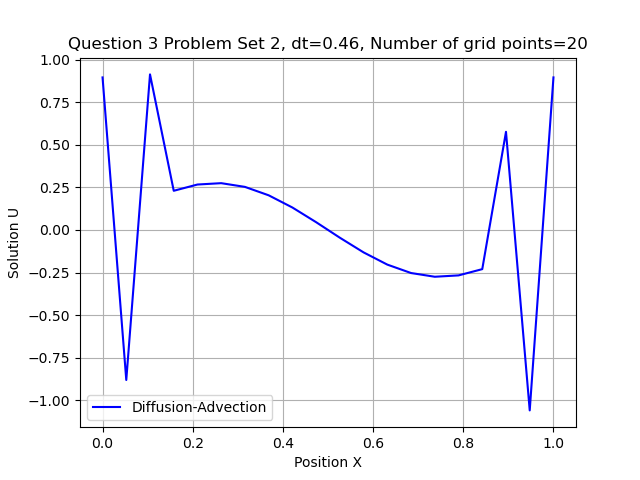 Question 3 Problem Set 2, dt=0.46, Number of grid points=20
1.00
0.75
0.50
0.25
0.00
−0.25
−0.50
−0.75
−1.00
Solution U
Diffusion-Advection
0.0 0.2 0.4 0.6 0.8 1.0
Position X